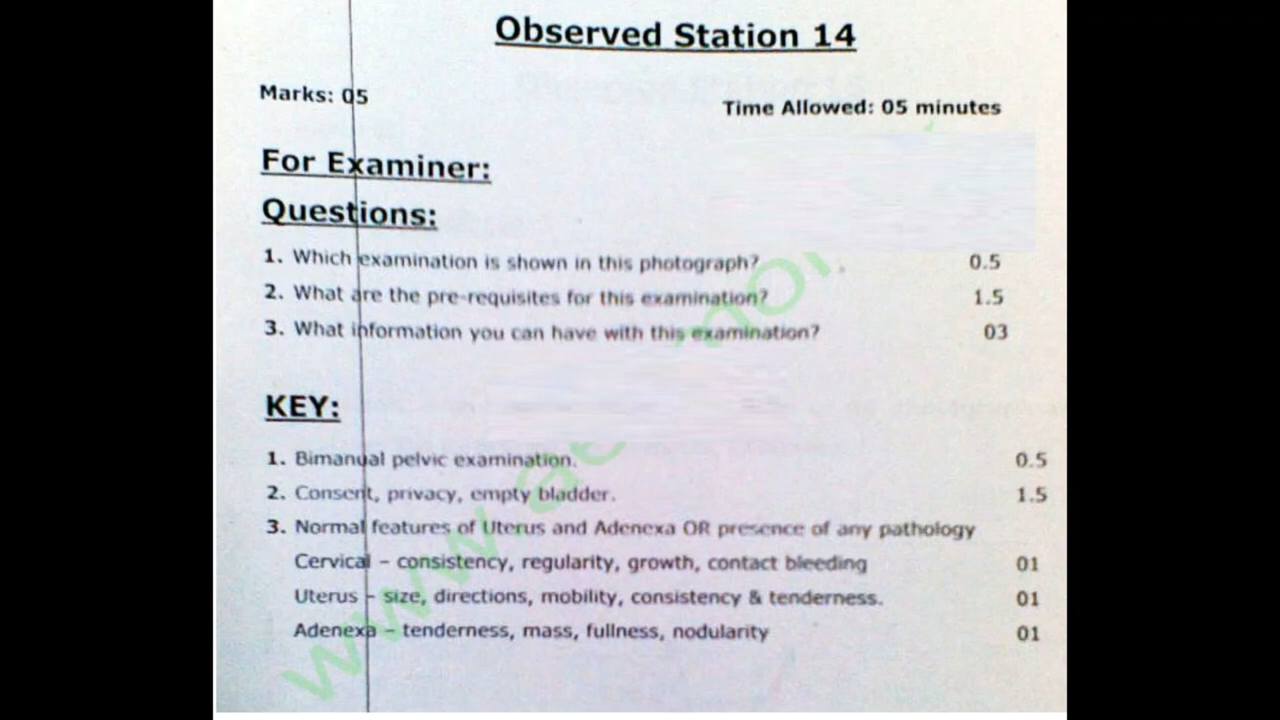 Observed Station 14
Marks: 05
Time Allowed: 05 minutes
For Examiner:
Questions:
1. Which examination is shown in this photograph? 0.5
2. What are the pre-requisites for this examination? 1.5
3. What information you can have with this examination? 03
KEY:
1. Bimanual pelvic examination. 0.5
2. Consent, privacy, empty bladder. 1.5
3. Normal features of Uterus and Adenexa OR presence of any pathology
Cervical – consistency, regularity, growth, contact bleeding 01
Uterus – size, directions, mobility, consistency & tenderness. 01
Adenexa – tenderness, mass, fullness, nodularity 01